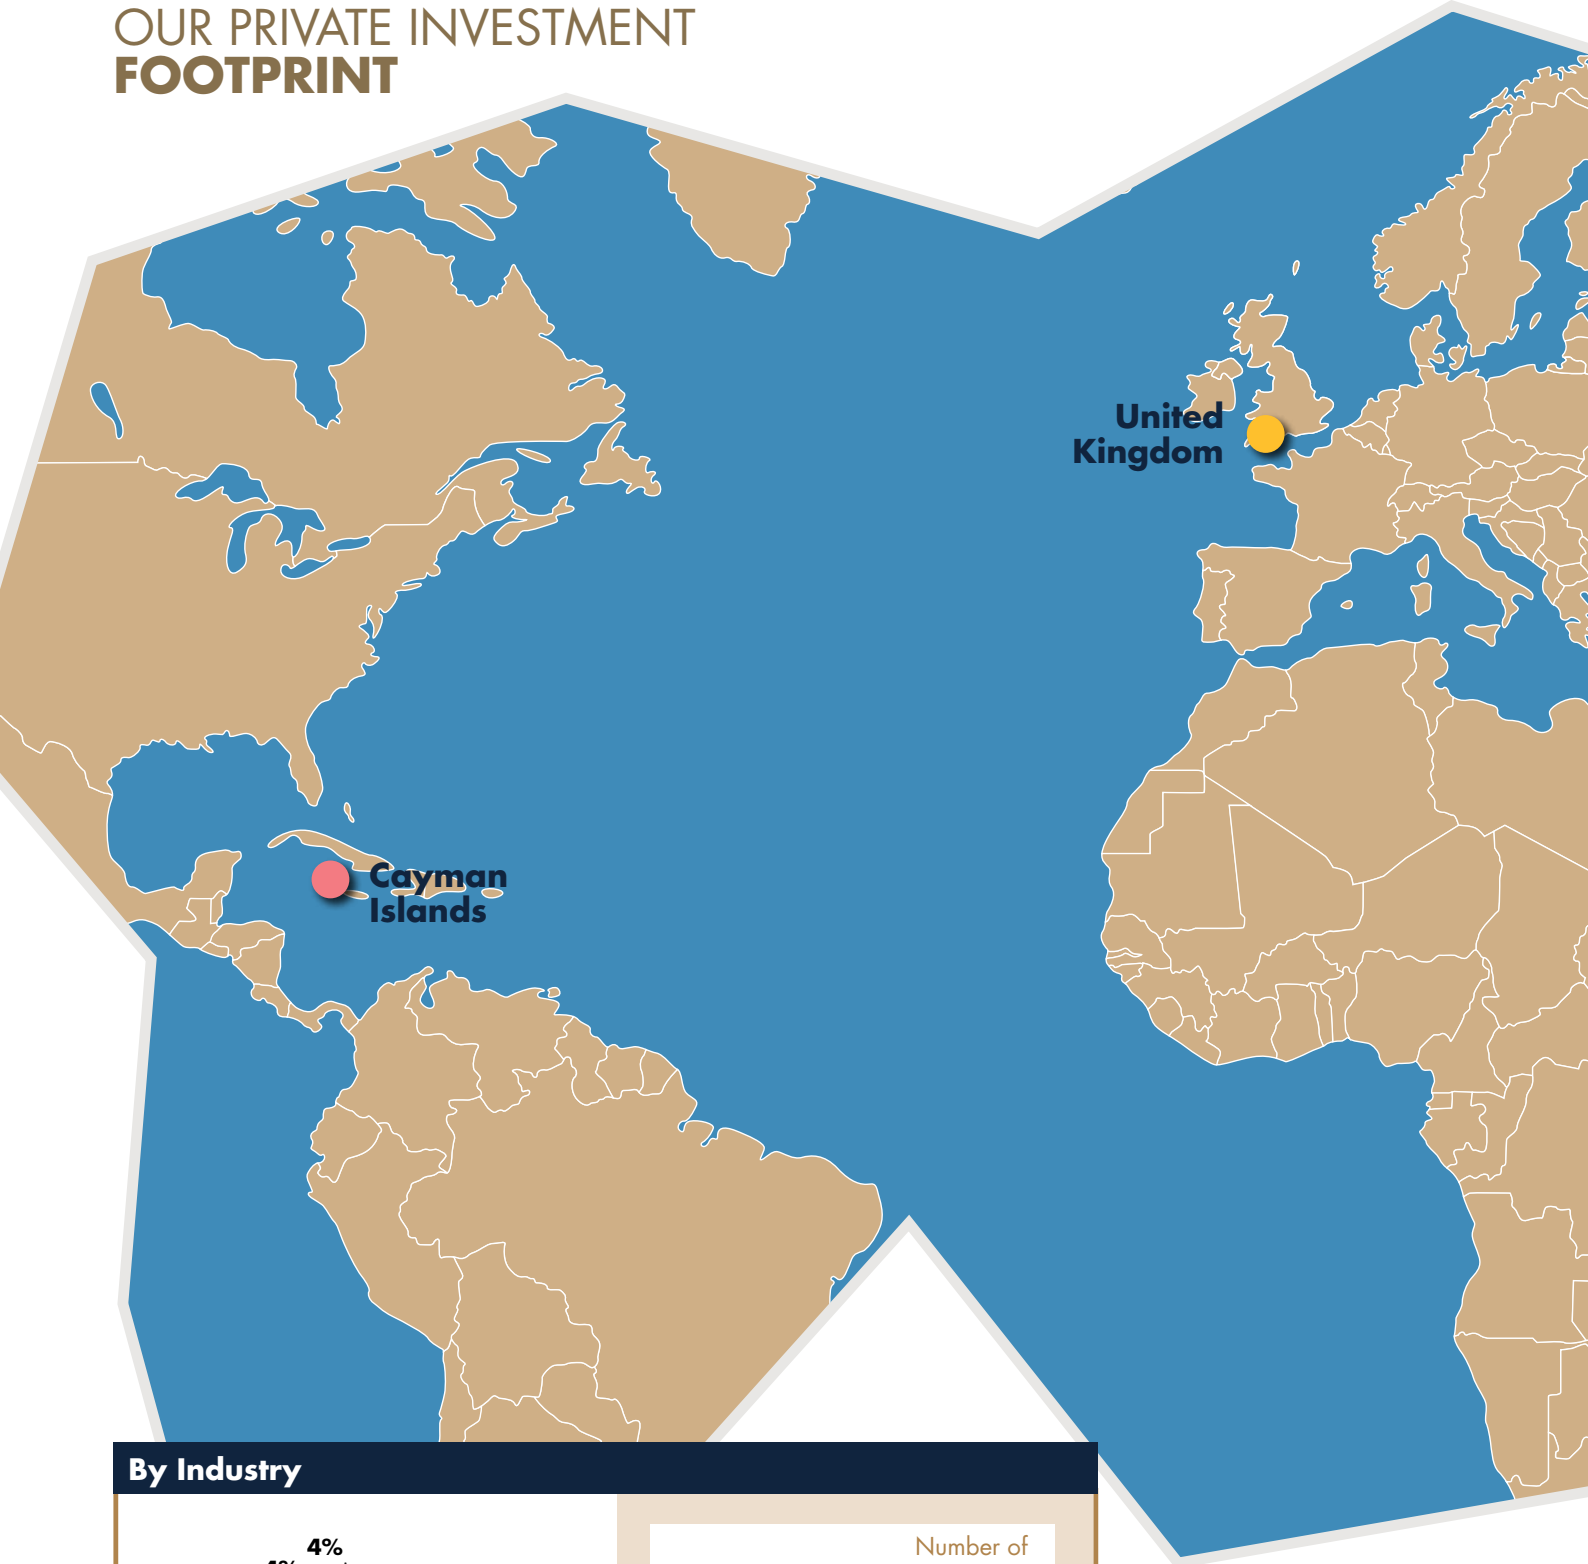 OUR PRIVATE INVESTMENT
FOOTPRINT
United
Kingdom
Cayman
Islands
By Industry
4%
Number of